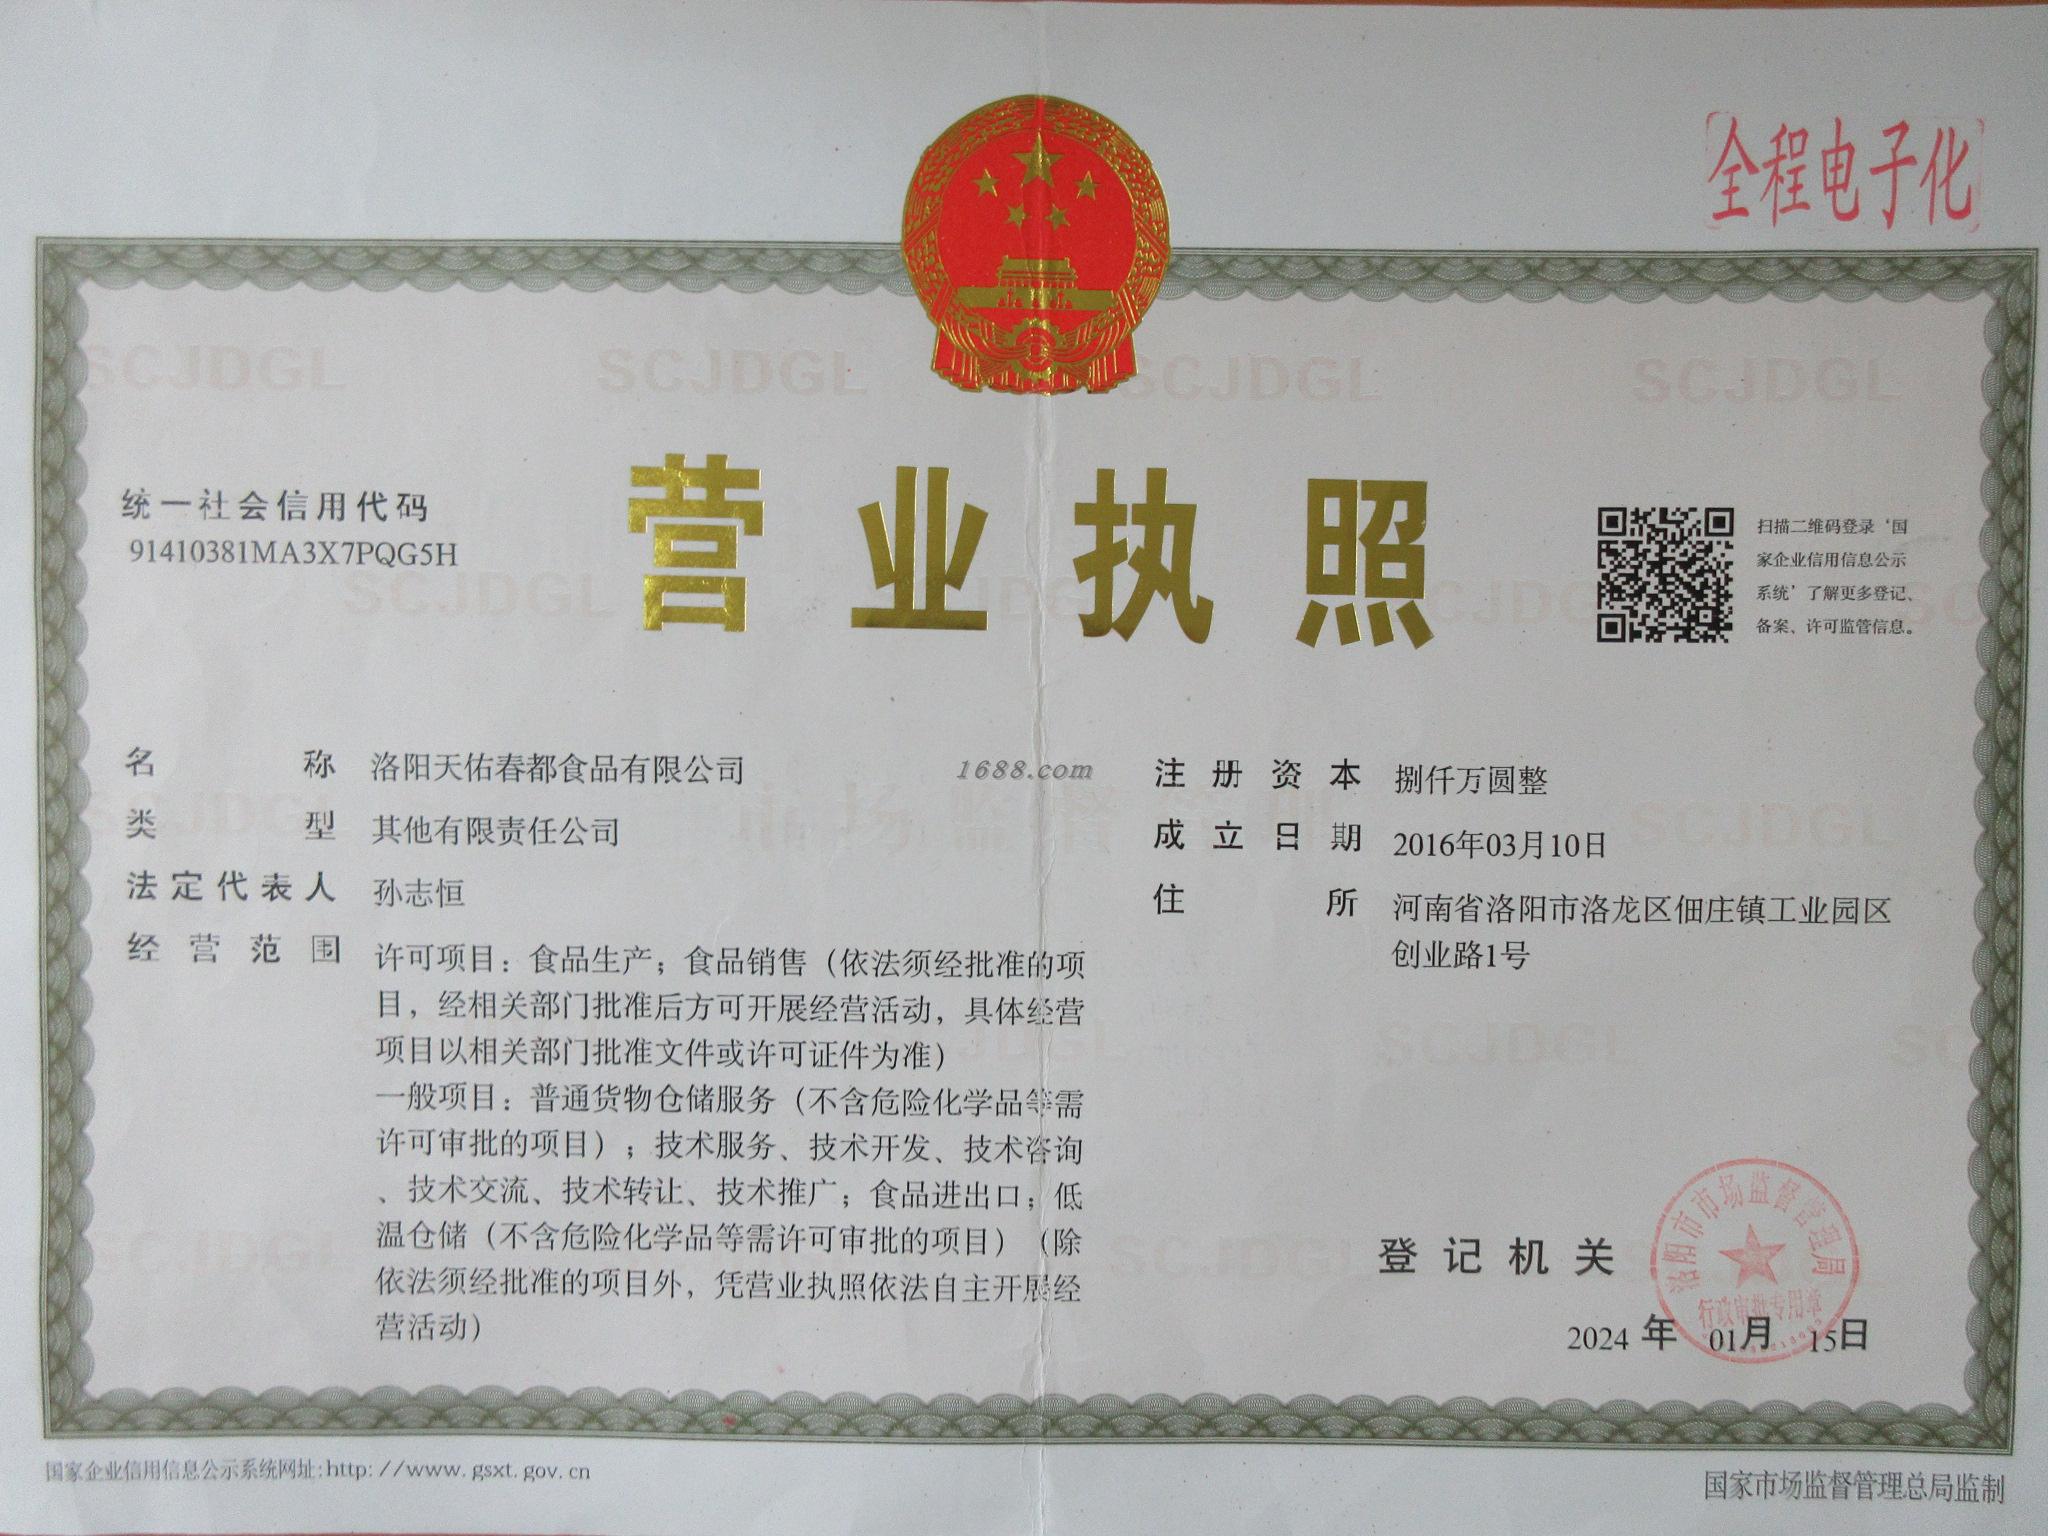 全程电子化
SCJDGL SCJDGL SCJDGL SCJDGL
营业执照
统一社会信用代码
91410381MA3X7PQG5H
扫描二维码登录‘国
家企业信用信息公示
系统’了解更多登记、
备案、许可监管信息。
名称 洛阳天佑春都食品有限公司
类型 其他有限责任公司
法定代表人 孙志恒
经营范围 许可项目：食品生产；食品销售（依法须经批准的项
目，经相关部门批准后方可开展经营活动，具体经营
项目以相关部门批准文件或许可证件为准）
一般项目：普通货物仓储服务（不含危险化学品等需
许可审批的项目）；技术服务、技术开发、技术咨询
、技术交流、技术转让、技术推广；食品进出口；低
温仓储（不含危险化学品等需许可审批的项目）（除
依法须经批准的项目外，凭营业执照依法自主开展经
营活动）
1688.com
注册资本 捌仟万圆整
成立日期 2016年03月10日
住所 河南省洛阳市洛龙区佃庄镇工业园区
创业路1号
登记机关
洛阳市市场监督管理局
行政审批专用章
2024年01月15日
国家企业信用信息公示系统网址:http://www.gsxt.gov.cn
国家市场监督管理总局监制